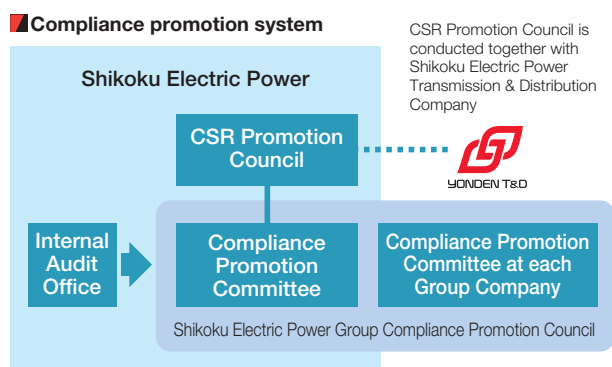 Compliance promotion system
CSR Promotion Council is
conducted together with
Shikoku Electric Power
Transmission & Distribution
Company
Shikoku Electric Power
CSR Promotion
Council
YONDEN T&D
Internal
Audit
Office
Compliance
Promotion
Committee
Compliance Promotion
Committee at each
Group Company
Shikoku Electric Power Group Compliance Promotion Council